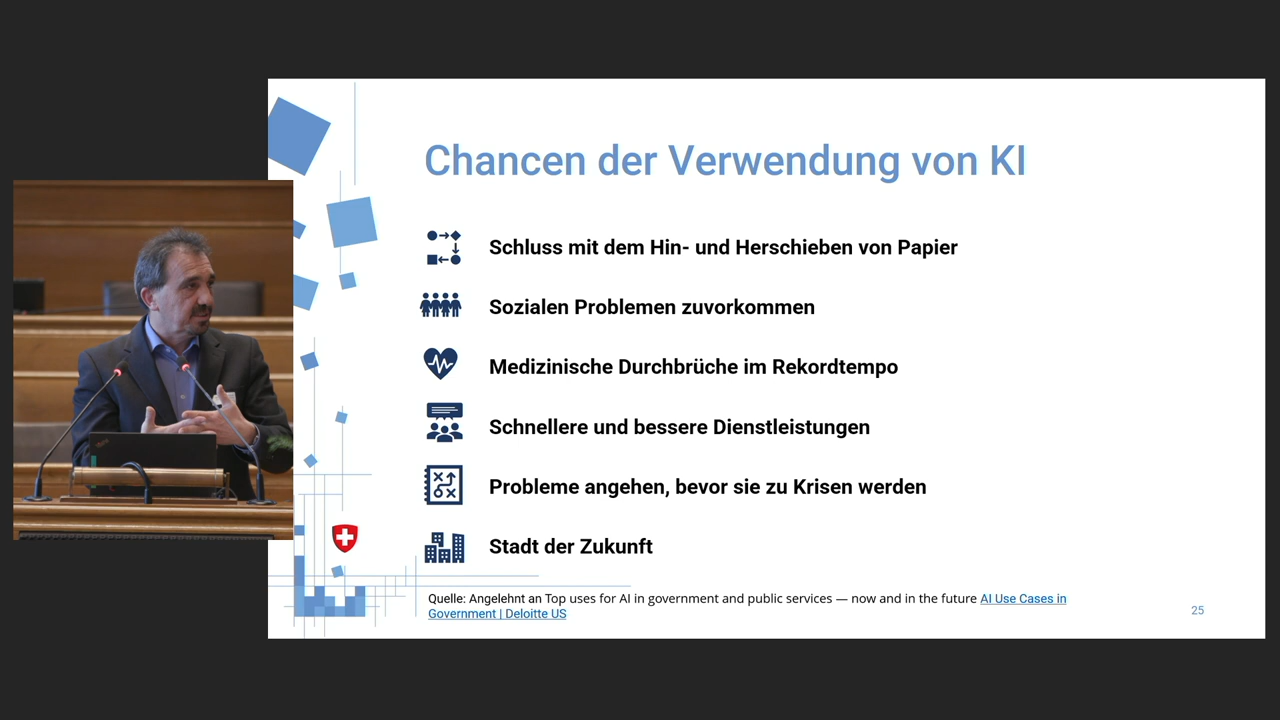 Chancen der Verwendung von KI
Schluss mit dem Hin- und Herschieben von Papier
Sozialen Problemen zuvorkommen
Medizinische Durchbrüche im Rekordtempo
Schnellere und bessere Dienstleistungen
Probleme angehen, bevor sie zu Krisen werden
Stadt der Zukunft
Quelle: Angelehnt an Top uses for AI in government and public services — now and in the future AI Use Cases in
Government | Deloitte US
25